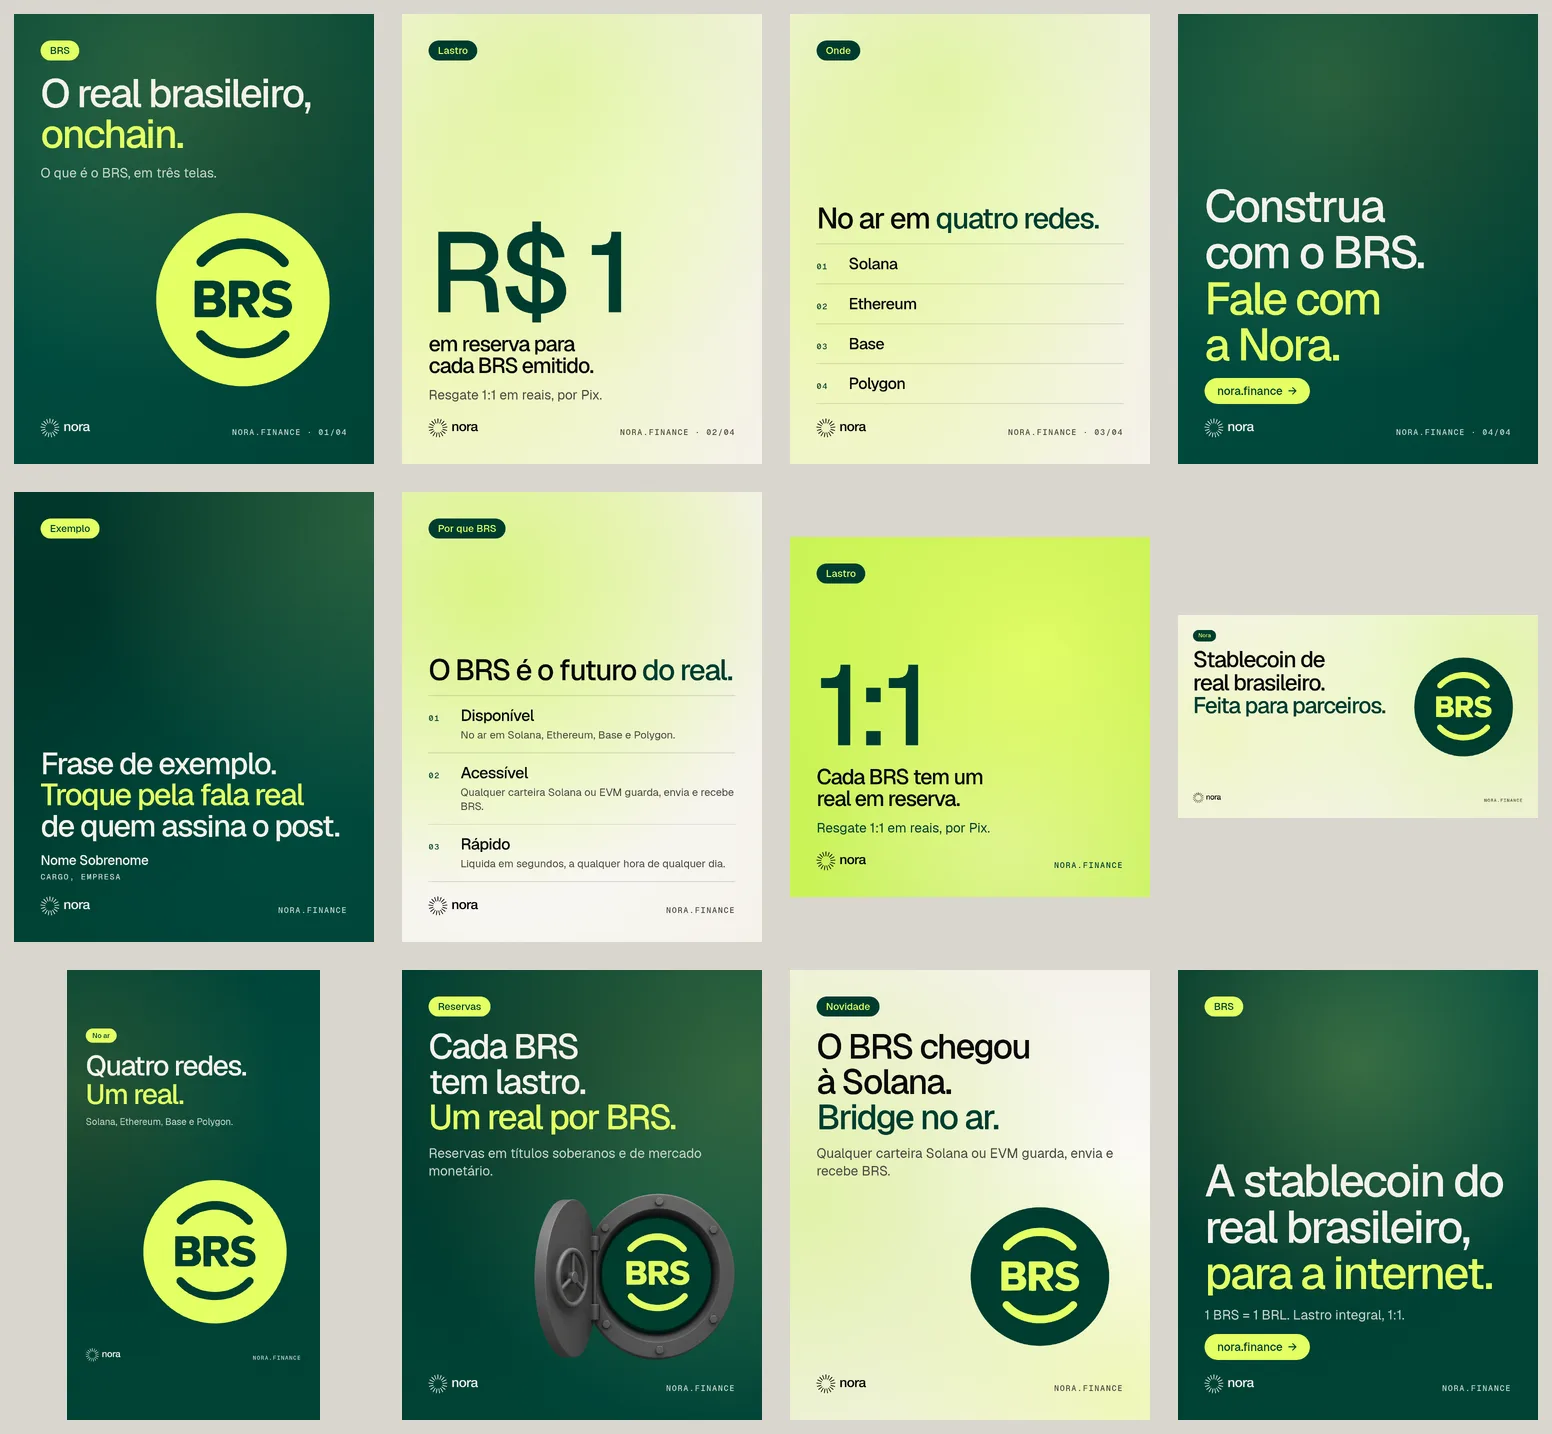 BRS
O real brasileiro,
onchain.
O que é o BRS, em três telas.
BRS
nora
NORA.FINANCE · 01/04
Lastro
R$ 1
em reserva para
cada BRS emitido.
Resgate 1:1 em reais, por Pix.
nora
NORA.FINANCE · 02/04
Onde
No ar em quatro redes.
01 Solana
02 Ethereum
03 Base
04 Polygon
nora
NORA.FINANCE · 03/04
Construa
com o BRS.
Fale com
a Nora.
nora.finance →
nora
NORA.FINANCE · 04/04
Exemplo
Frase de exemplo.
Troque pela fala real
de quem assina o post.
Nome Sobrenome
CARGO, EMPRESA
nora
NORA.FINANCE
Por que BRS
O BRS é o futuro do real.
01 Disponível
No ar em Solana, Ethereum, Base e Polygon.
02 Acessível
Qualquer carteira Solana ou EVM guarda, envia e recebe
BRS.
03 Rápido
Liquida em segundos, a qualquer hora de qualquer dia.
nora
NORA.FINANCE
Lastro
1:1
Cada BRS tem um
real em reserva.
Resgate 1:1 em reais, por Pix.
nora
NORA.FINANCE
Nora
Stablecoin de
real brasileiro.
Feita para parceiros.
BRS
nora
NORA.FINANCE
No ar
Quatro redes.
Um real.
Solana, Ethereum, Base e Polygon.
BRS
nora
NORA.FINANCE
Reservas
Cada BRS
tem lastro.
Um real por BRS.
Reservas em títulos soberanos e de mercado
monetário.
BRS
nora
NORA.FINANCE
Novidade
O BRS chegou
à Solana.
Bridge no ar.
Qualquer carteira Solana ou EVM guarda, envia e
recebe BRS.
BRS
nora
NORA.FINANCE
BRS
A stablecoin do
real brasileiro,
para a internet.
1 BRS = 1 BRL. Lastro integral, 1:1.
nora.finance →
nora
NORA.FINANCE